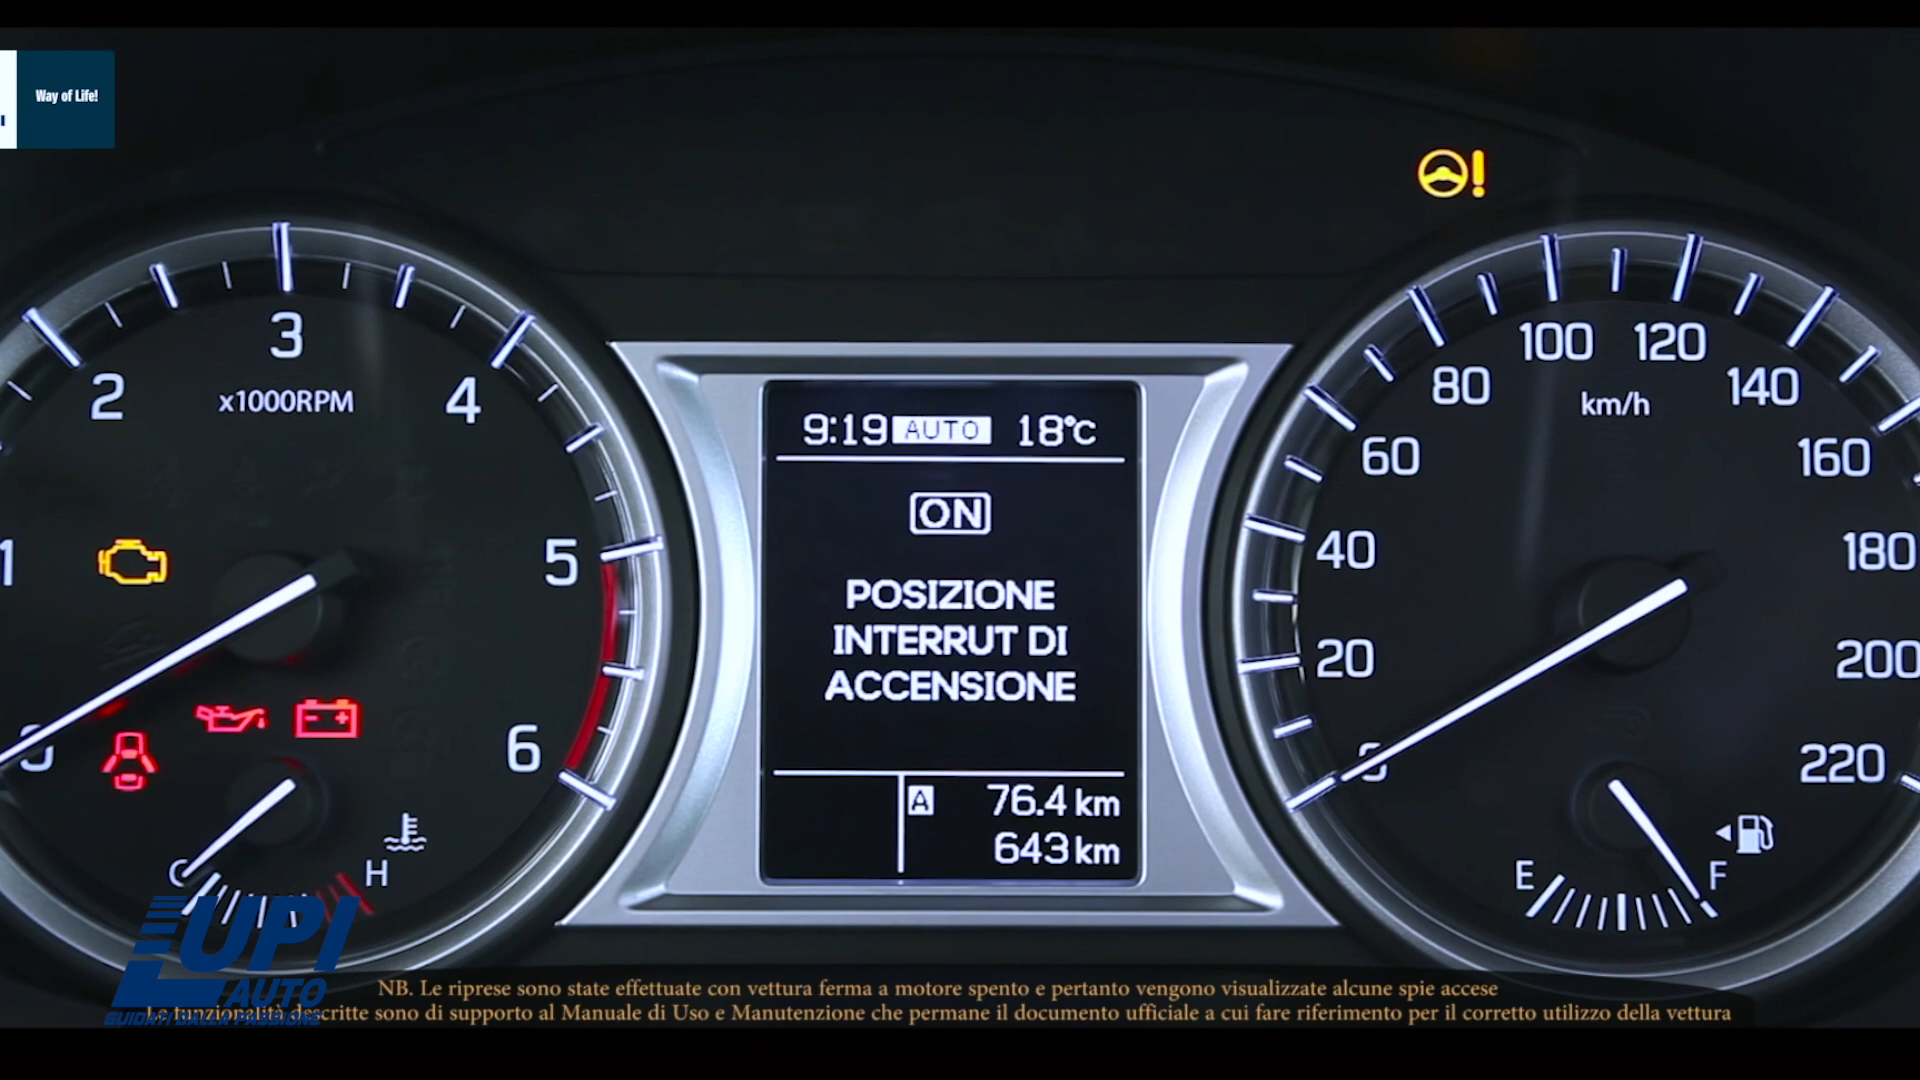 Way of Life!
3
2
4
x1000RPM
1
5
6
C
H
9:19 AUTO 18°C
ON
POSIZIONE
INTERRUT DI
ACCENSIONE
A 76.4 km
643 km
100 120
80 140
km/h
60 160
40 180
20 200
220
E F
LUPI
AUTO
GUIDATI DALLA PASSIONE
NB. Le riprese sono state effettuate con vettura ferma a motore spento e pertanto vengono visualizzate alcune spie accese
Le funzionalità descritte sono di supporto al Manuale di Uso e Manutenzione che permane il documento ufficiale a cui fare riferimento per il corretto utilizzo della vettura